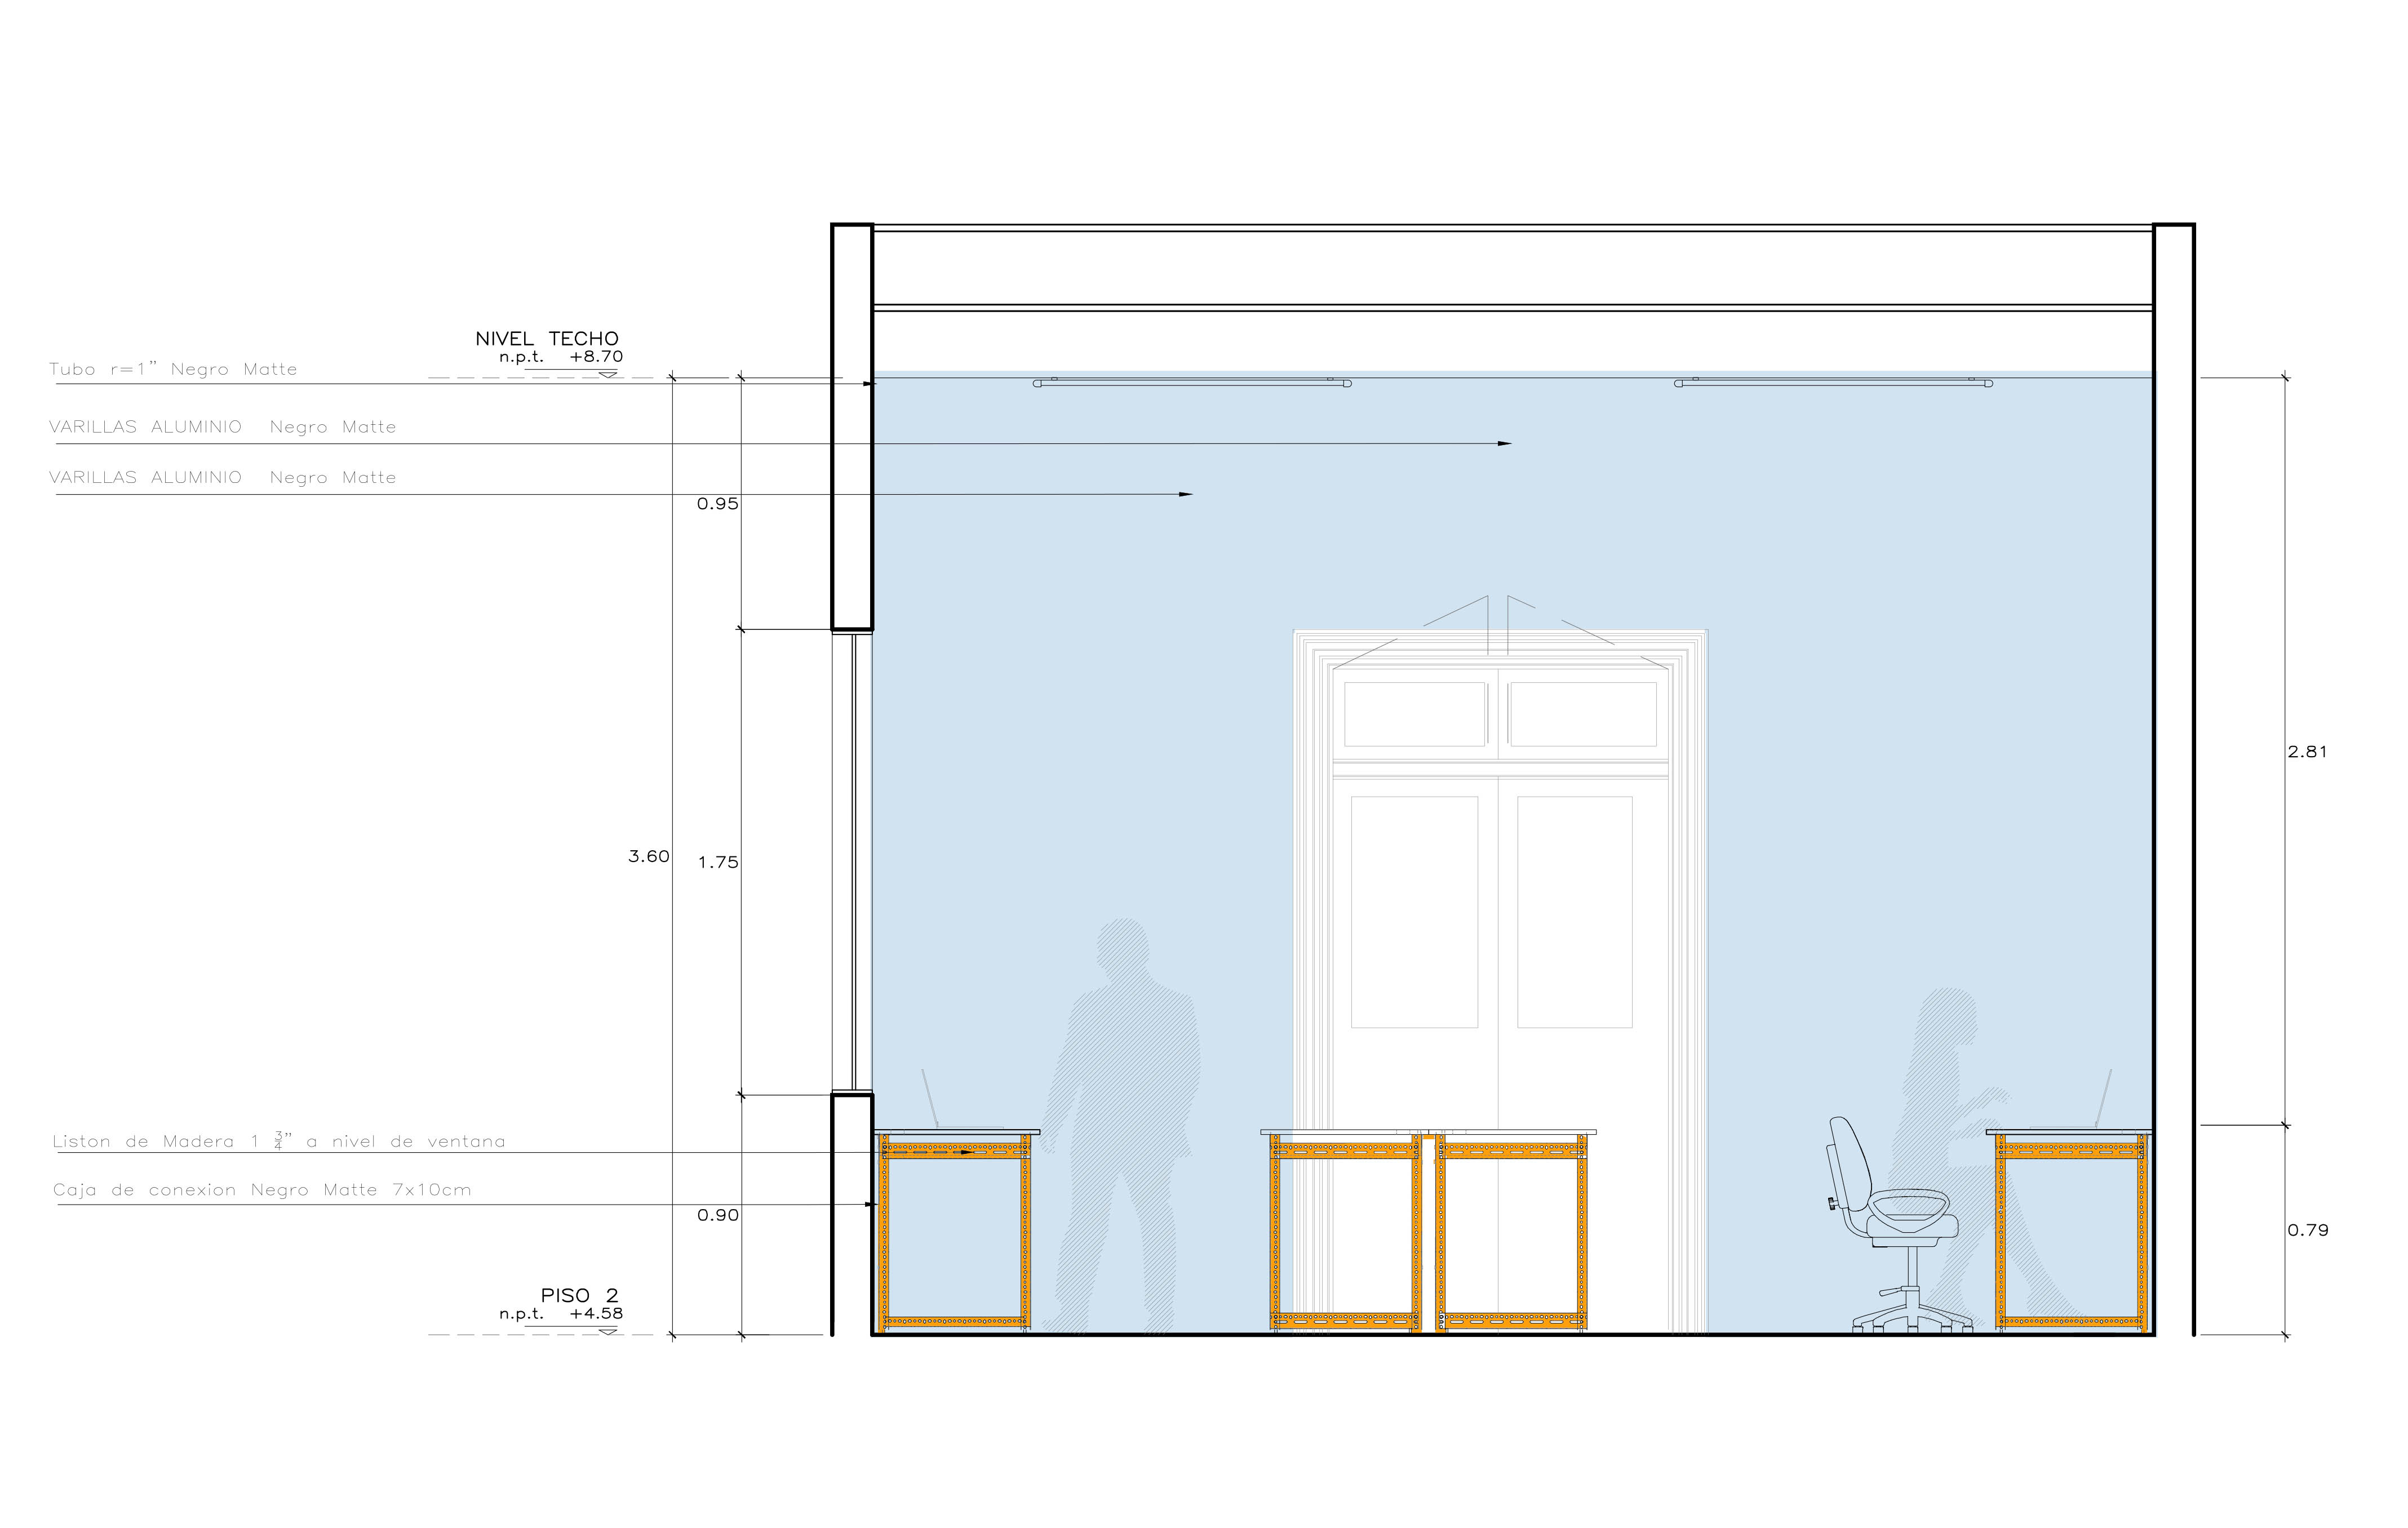 NIVEL TECHO
n.p.t. +8.70
Tubo r=1" Negro Matte
VARILLAS ALUMINIO Negro Matte
VARILLAS ALUMINIO Negro Matte
0.95
2.81
3.60
1.75
Liston de Madera 1 3/4" a nivel de ventana
Caja de conexion Negro Matte 7x10cm
0.90
0.79
PISO 2
n.p.t. +4.58